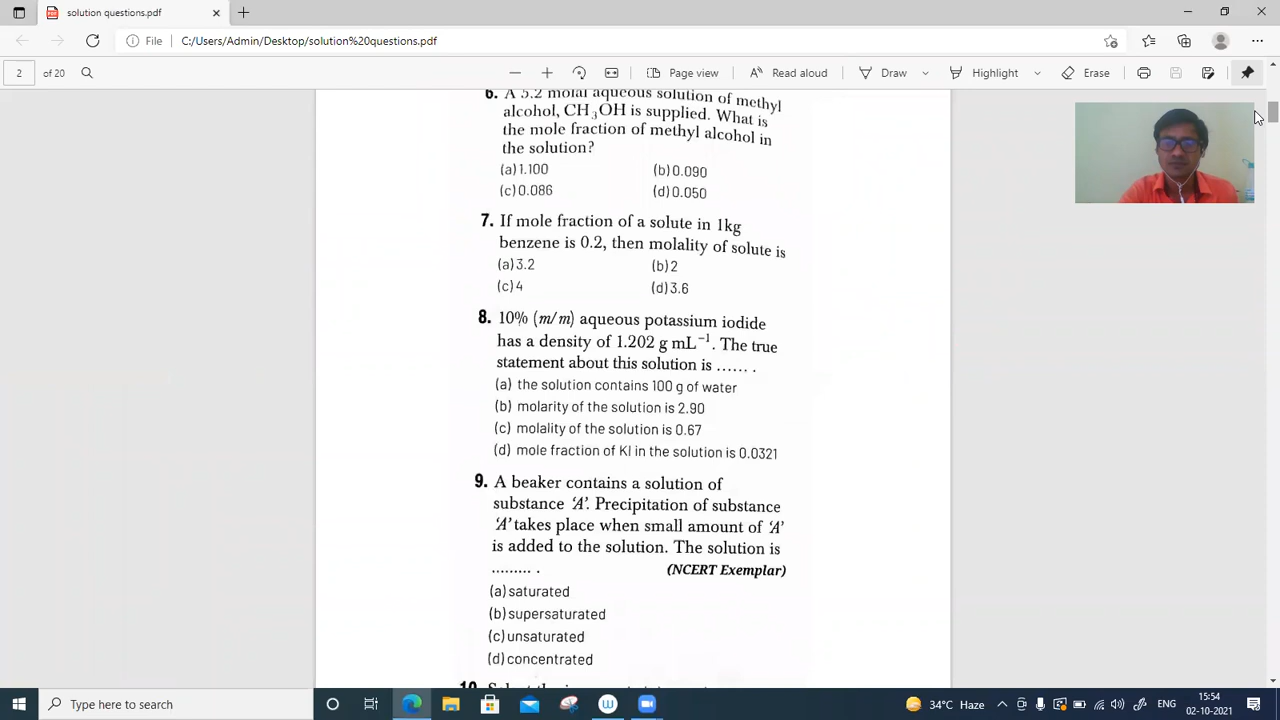 solution questions.pdf
File
C:/Users/Admin/Desktop/solution%20questions.pdf
2 of 20
Page view
Read aloud
Draw
Highlight
Erase
6. A 5.2 molal aqueous solution of methyl
alcohol, CH₃OH is supplied. What is
the mole fraction of methyl alcohol in
the solution?
(a) 1.100 (b) 0.090
(c) 0.086 (d) 0.050
7. If mole fraction of a solute in 1kg
benzene is 0.2, then molality of solute is
(a) 3.2 (b) 2
(c) 4 (d) 3.6
8. 10% (m/m) aqueous potassium iodide
has a density of 1.202 g mL⁻¹. The true
statement about this solution is ...... .
(a) the solution contains 100 g of water
(b) molarity of the solution is 2.90
(c) molality of the solution is 0.67
(d) mole fraction of KI in the solution is 0.0321
9. A beaker contains a solution of
substance 'A'. Precipitation of substance
'A' takes place when small amount of 'A'
is added to the solution. The solution is
......... . (NCERT Exemplar)
(a) saturated
(b) supersaturated
(c) unsaturated
(d) concentrated
Type here to search
34°C Haze
ENG
15:54
02-10-2021